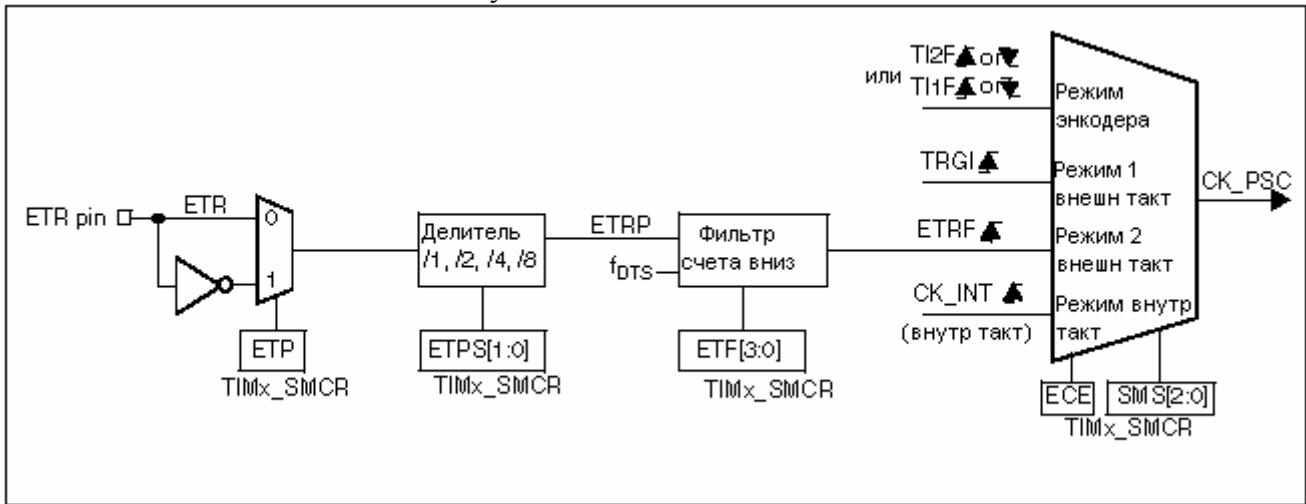 TI2F or
или TI1F or
Режим энкодера
TRGI
Режим 1 внешн такт
CK_PSC
ETR pin
ETR
0
1
Делитель
/1, /2, /4, /8
ETRP
fDTS
Фильтр
счета вниз
ETRF
Режим 2
внешн такт
CK_INT
(внутр такт)
Режим внутр
такт
ETP
TIMx_SMCR
ETPS[1:0]
TIMx_SMCR
ETF[3:0]
TIMx_SMCR
ECE
SMS[2:0]
TIMx_SMCR